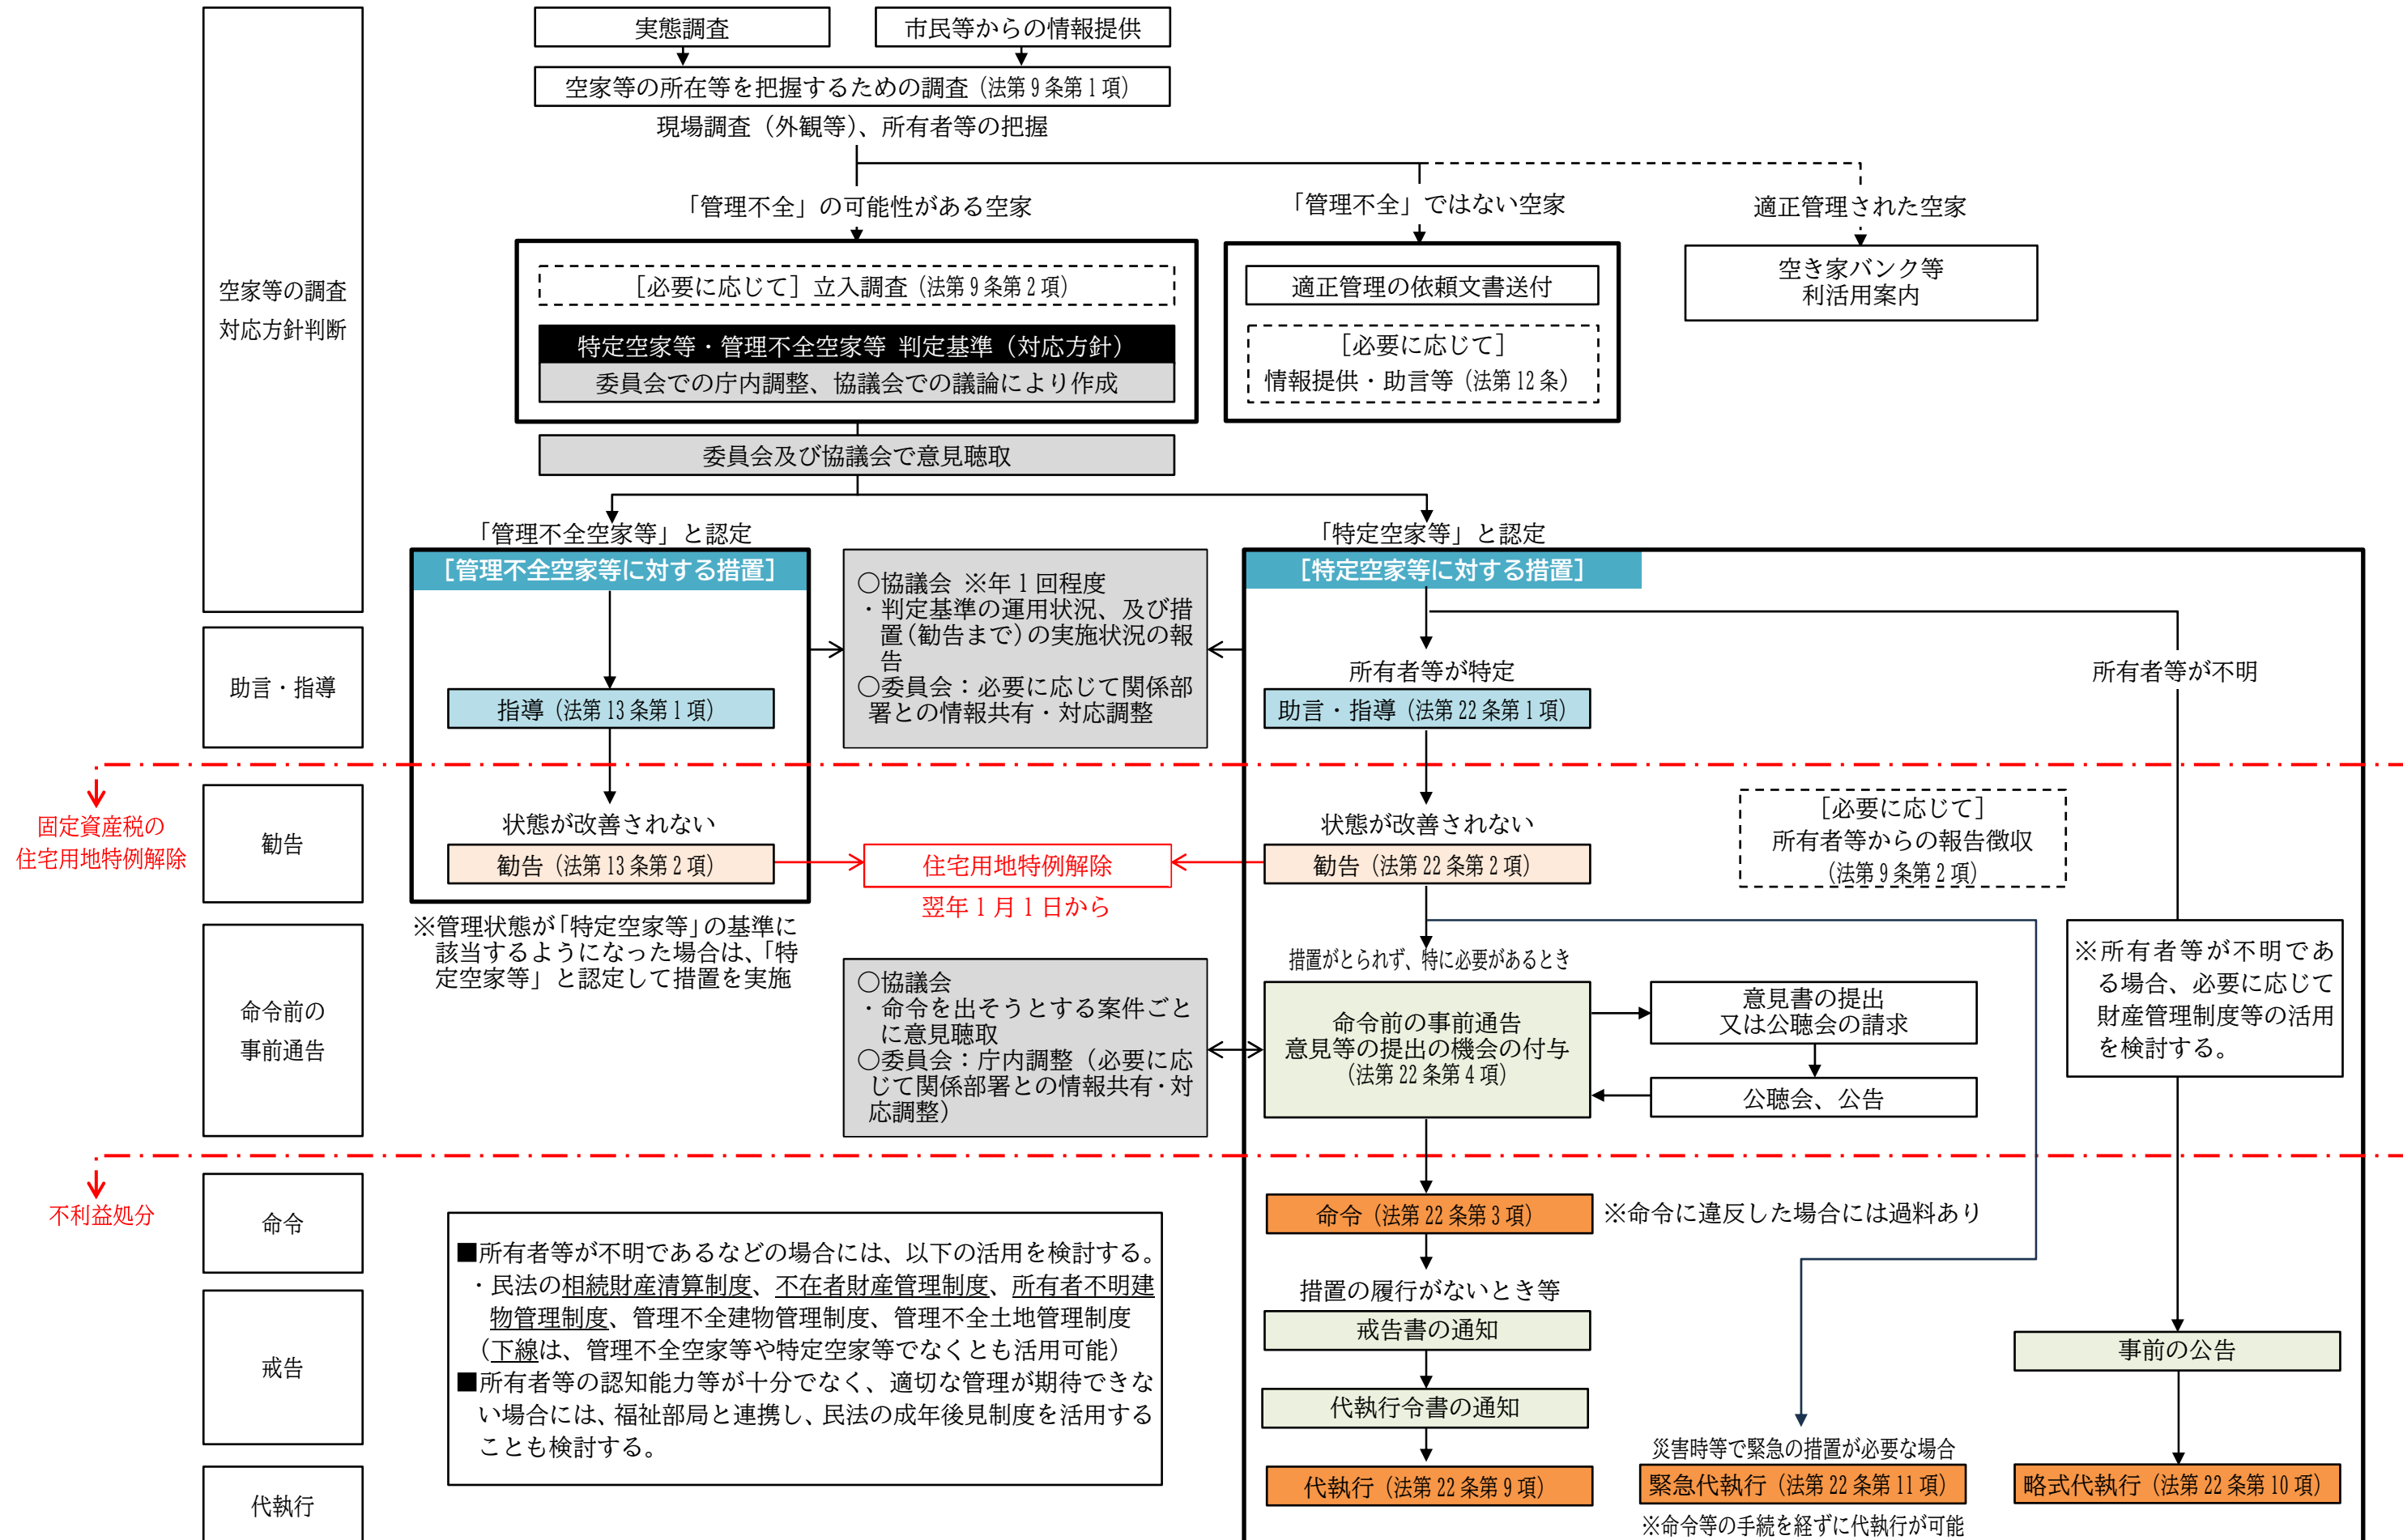 実態調査
市民等からの情報提供
空家等の所在等を把握するための調査（法第9条第1項）
現場調査（外観等）、所有者等の把握
「管理不全」の可能性がある空家
「管理不全」ではない空家
適正管理された空家
空家等の調査
対応方針判断
［必要に応じて］立入調査（法第9条第2項）
特定空家等・管理不全空家等 判定基準（対応方針）
委員会での庁内調整、協議会での議論により作成
適正管理の依頼文書送付
［必要に応じて］
情報提供・助言等（法第12条）
空き家バンク等
利活用案内
委員会及び協議会で意見聴取
「管理不全空家等」と認定
「特定空家等」と認定
［管理不全空家等に対する措置］
［特定空家等に対する措置］
○協議会 ※年1回程度
・判定基準の運用状況、及び措
置（勧告まで）の実施状況の報
告
○委員会：必要に応じて関係部
署との情報共有・対応調整
助言・指導
所有者等が特定
所有者等が不明
指導（法第13条第1項）
助言・指導（法第22条第1項）
固定資産税の
住宅用地特例解除
勧告
状態が改善されない
状態が改善されない
［必要に応じて］
所有者等からの報告徴収
（法第9条第2項）
勧告（法第13条第2項）
住宅用地特例解除
勧告（法第22条第2項）
翌年1月1日から
※管理状態が「特定空家等」の基準に
該当するようになった場合は、「特
定空家等」と認定して措置を実施
命令前の
事前通告
措置がとられず、特に必要があるとき
○協議会
・命令を出そうとする案件ごと
に意見聴取
○委員会：庁内調整（必要に応
じて関係部署との情報共有・対
応調整）
命令前の事前通告
意見等の提出の機会の付与
（法第22条第4項）
意見書の提出
又は公聴会の請求
公聴会、公告
※所有者等が不明であ
る場合、必要に応じて
財産管理制度等の活用
を検討する。
不利益処分
命令
命令（法第22条第3項）
※命令に違反した場合には過料あり
■所有者等が不明であるなどの場合には、以下の活用を検討する。
・民法の相続財産清算制度、不在者財産管理制度、所有者不明建
物管理制度、管理不全建物管理制度、管理不全土地管理制度
（下線は、管理不全空家等や特定空家等でなくとも活用可能）
■所有者等の認知能力等が十分でなく、適切な管理が期待できな
い場合には、福祉部局と連携し、民法の成年後見制度を活用する
ことも検討する。
措置の履行がないとき等
戒告
戒告書の通知
事前の公告
代執行令書の通知
災害時等で緊急の措置が必要な場合
代執行
代執行（法第22条第9項）
緊急代執行（法第22条第11項）
略式代執行（法第22条第10項）
※命令等の手続を経ずに代執行が可能